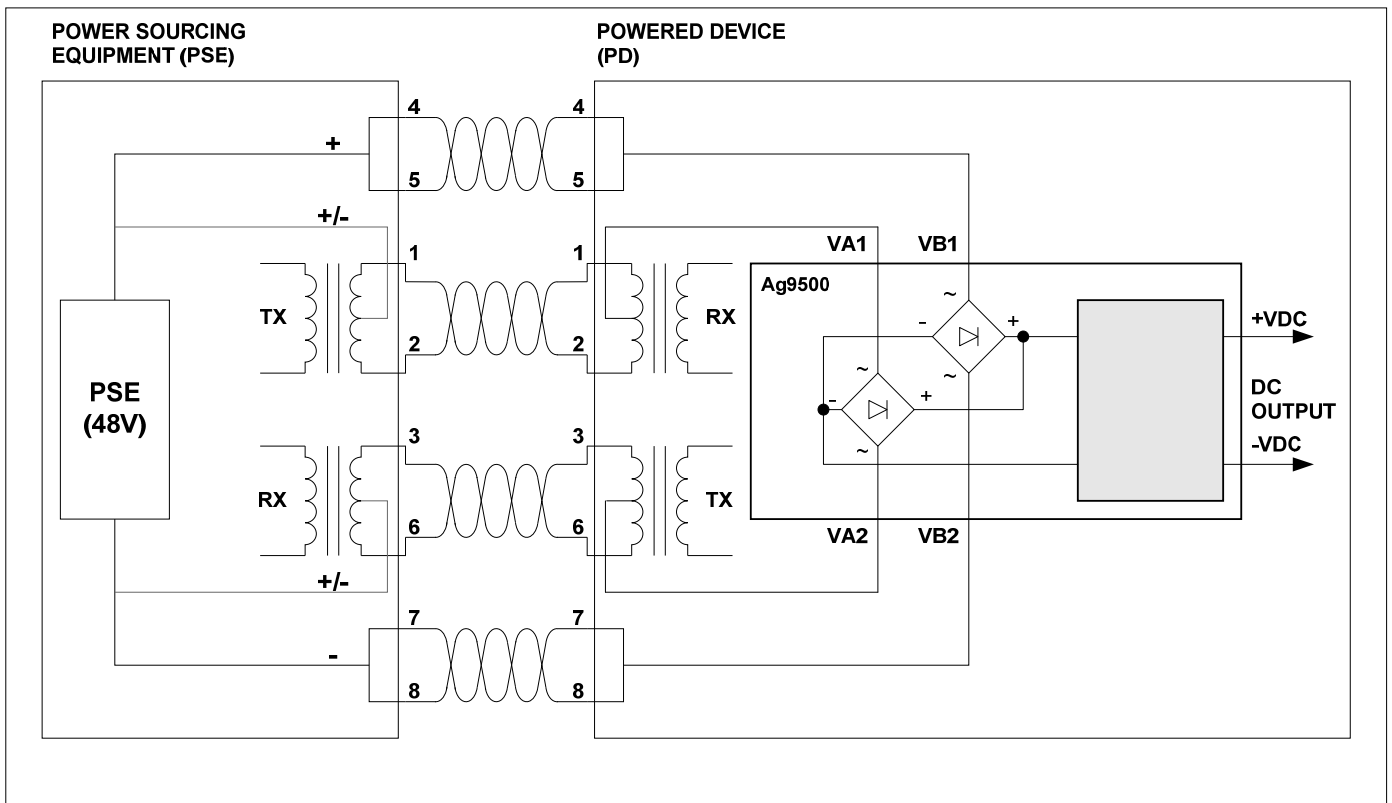 POWER SOURCING
EQUIPMENT (PSE)
POWERED DEVICE
(PD)
4
4
+
5
5
+/-
1
1
VA1
VB1
TX
RX
Ag9500
~
-
+
+VDC
2
2
~
~
PSE
(48V)
-
+
DC
OUTPUT
3
3
~
-VDC
RX
TX
6
6
VA2
VB2
+/-
7
7
-
8
8